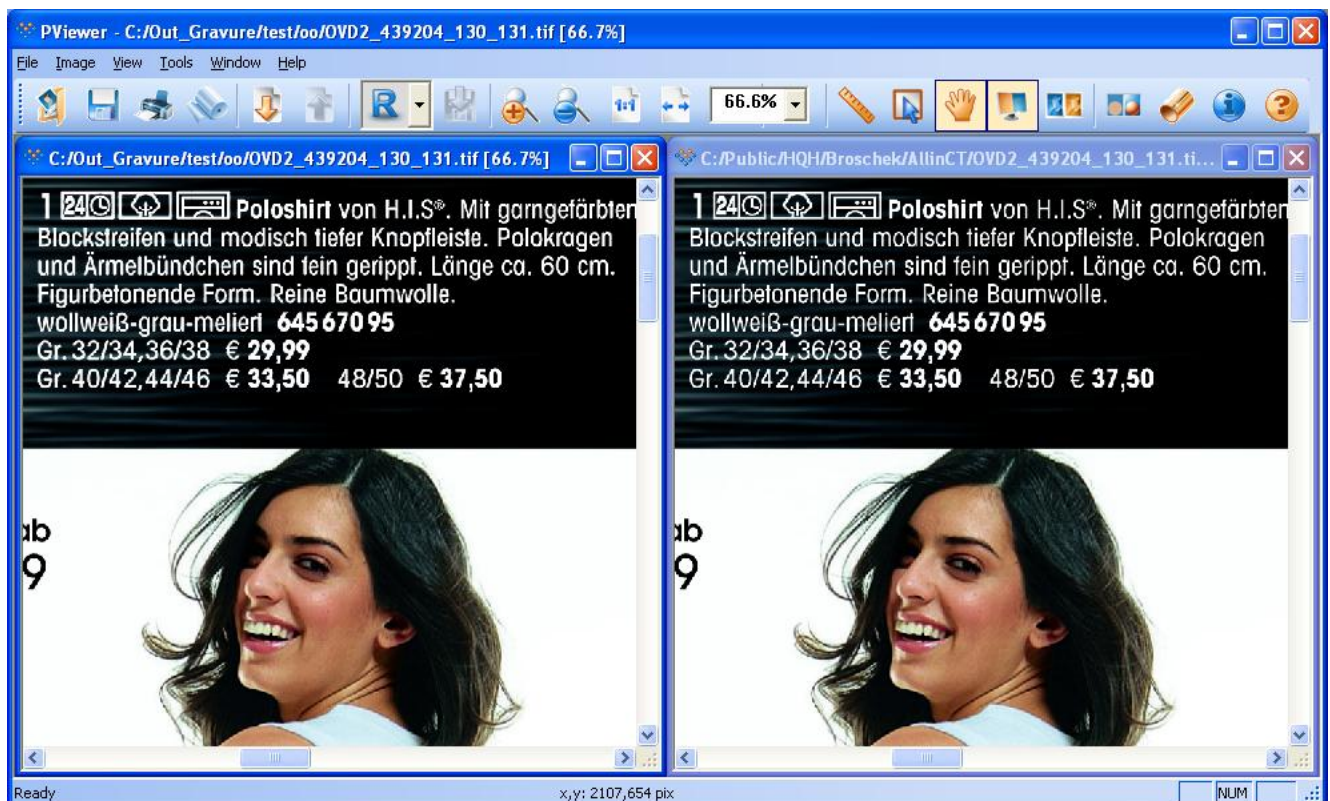 PViewer - C:/Out_Gravure/test/oo/OVD2_439204_130_131.tif [66.7%]
File Image View Tools Window Help
R 1:1 66.6%
C:/Out_Gravure/test/oo/OVD2_439204_130_131.tif [66.7%]
1 24 Poloshirt von H.I.S®. Mit garngefärbten
Blockstreifen und modisch tiefer Knopfleiste. Polokragen
und Ärmelbündchen sind fein gerippt. Länge ca. 60 cm.
Figurbetonende Form. Reine Baumwolle.
wollweiß-grau-meliert 645 670 95
Gr. 32/34,36/38 € 29,99
Gr. 40/42,44/46 € 33,50 48/50 € 37,50
ab
9
C:/Public/HQH/Broschek/AllinCT/OVD2_439204_130_131.ti...
1 24 Poloshirt von H.I.S®. Mit garngefärbten
Blockstreifen und modisch tiefer Knopfleiste. Polokragen
und Ärmelbündchen sind fein gerippt. Länge ca. 60 cm.
Figurbetonende Form. Reine Baumwolle.
wollweiß-grau-meliert 645 670 95
Gr. 32/34,36/38 € 29,99
Gr. 40/42,44/46 € 33,50 48/50 € 37,50
ab
9
Ready x,y: 2107,654 pix NUM